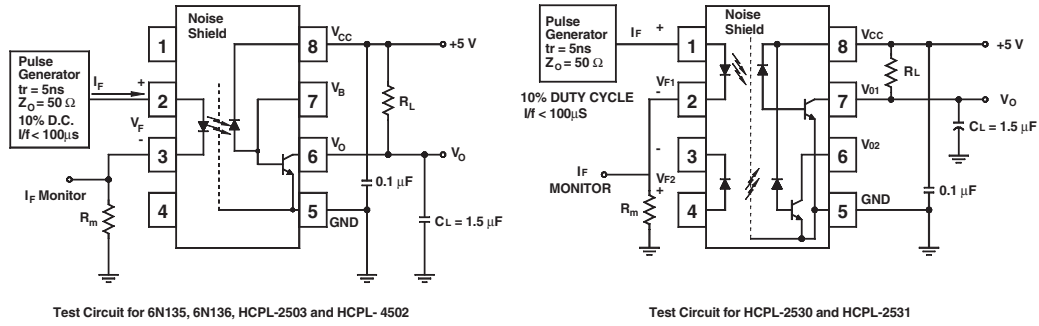 Noise
Shield
Pulse
Generator
tr = 5ns
ZO = 50 Ω
10% D.C.
I/f < 100μs
IF
+
VF
-
IF Monitor
Rm
1
2
3
4
8
7
6
5
VCC
VB
VO
GND
+5 V
RL
VO
0.1 μF
CL = 1.5 μF
Test Circuit for 6N135, 6N136, HCPL-2503 and HCPL- 4502
Noise
Shield
Pulse
Generator
tr = 5ns
ZO = 50 Ω
IF
+
VF1
-
10% DUTY CYCLE
I/f < 100μS
-
VF2
+
IF
MONITOR
Rm
1
2
3
4
8
7
6
5
VCC
V01
V02
GND
+5 V
RL
VO
CL = 1.5 μF
0.1 μF
Test Circuit for HCPL-2530 and HCPL-2531